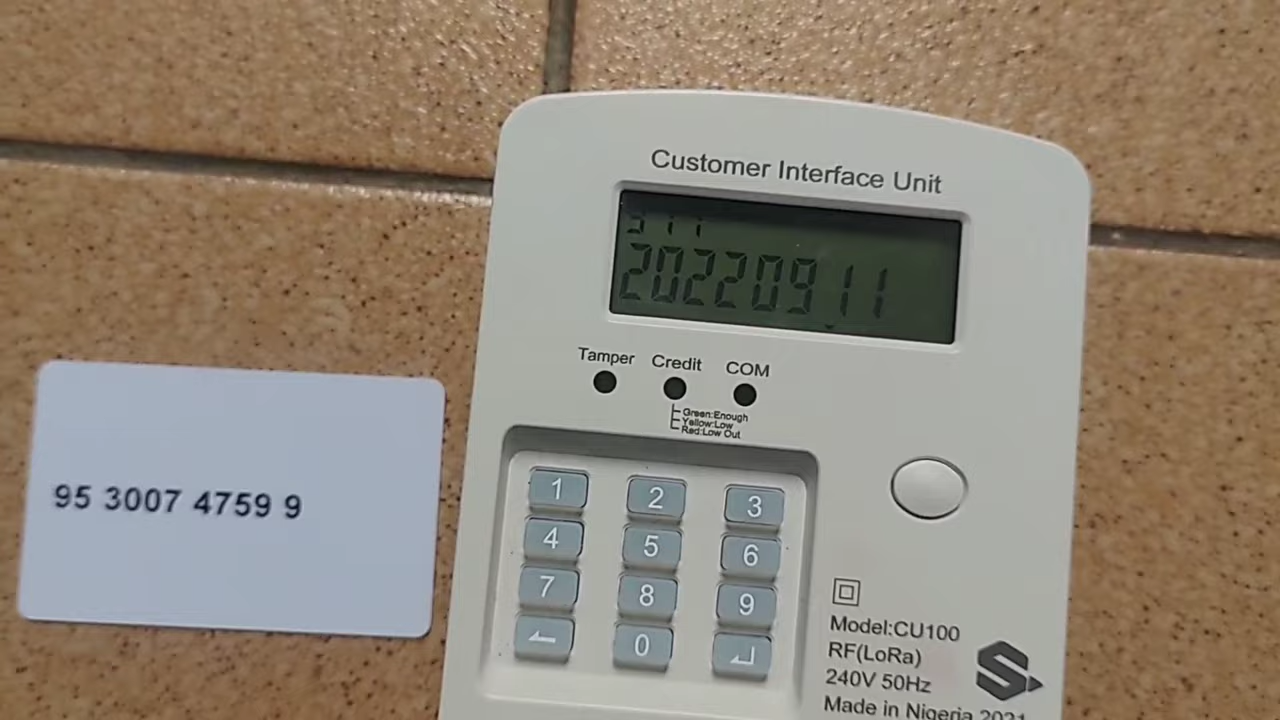 Customer Interface Unit
20220911
Tamper Credit COM
Green:Enough
Yellow:Low
Red:Low Out
1 2 3
4 5 6
7 8 9
0
95 3007 4759 9
Model:CU100
RF(LoRa)
240V 50Hz
Made in Nigeria 2021